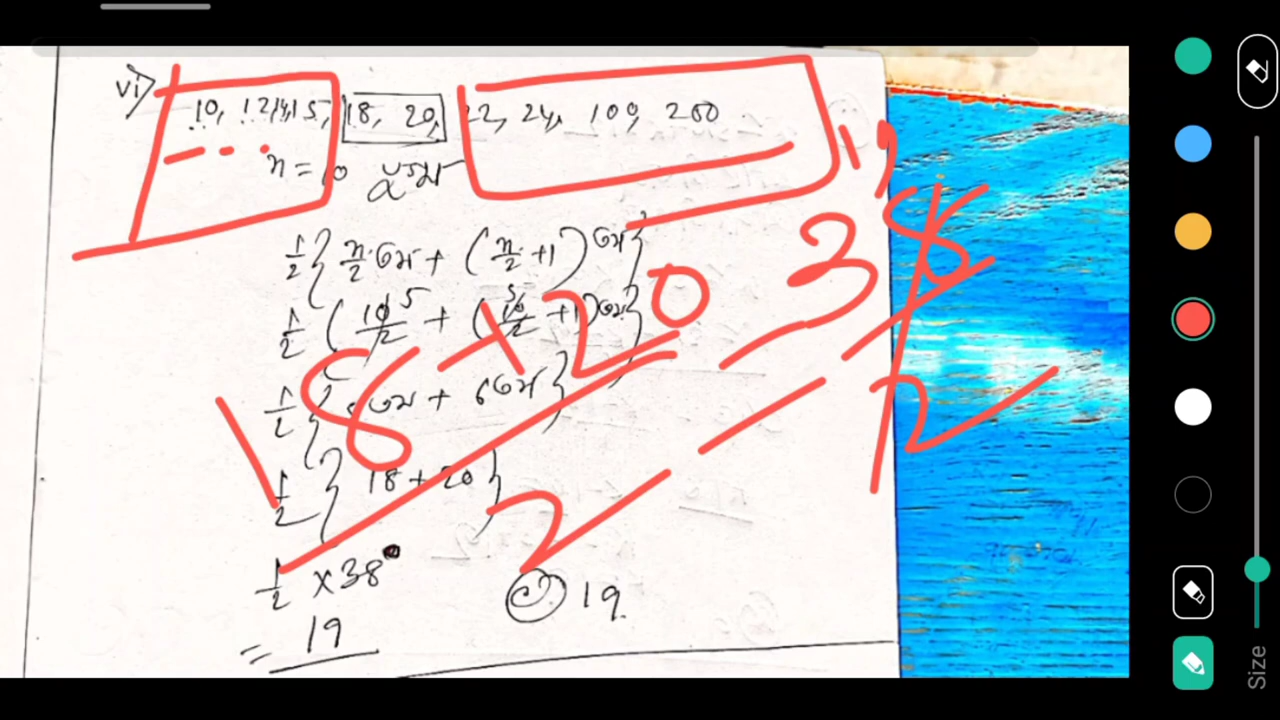 vi) 10, 12, 14, 15, 18, 20, 22, 24, 100, 200
n = 10
1/2 { n/2 তম + (n/2 + 1) তম }
1/2 ( 10/2 5 + ( 10/2 5 + 1) তম }
তম + 6 তম }
1/2 { 18 + 20 }
1/2 × 38
= 19
19
18 + 20
2
38
2
Size